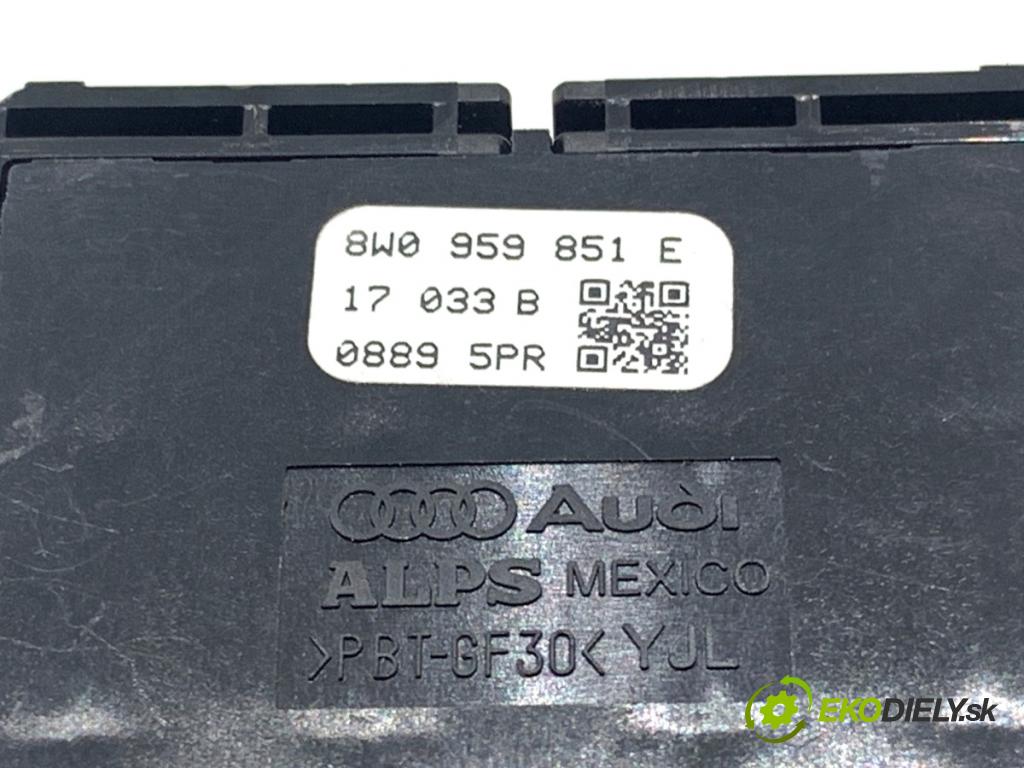 8W0 959 851 E
17 033 B
0889 5PR
Audi
ALPS MEXICO
>PBT-GF30< YJL
EKODIELY.sk